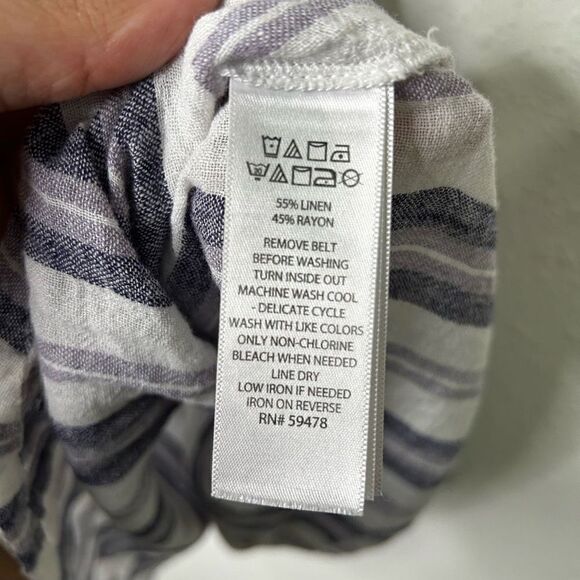 30
55% LINEN
45% RAYON
REMOVE BELT
BEFORE WASHING
TURN INSIDE OUT
MACHINE WASH COOL
- DELICATE CYCLE
WASH WITH LIKE COLORS
ONLY NON-CHLORINE
BLEACH WHEN NEEDED
LINE DRY
LOW IRON IF NEEDED
IRON ON REVERSE
RN# 59478